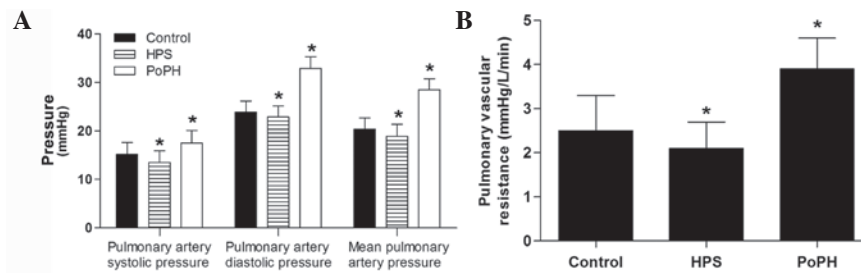 A
Control
HPS
PoPH
Pressure
(mmHg)
40
30
20
10
0
*
*
*
*
*
*
Pulmonary artery
systolic pressure
Pulmonary artery
diastolic pressure
Mean pulmonary
artery pressure
B
Pulmonary vascular
resistance (mmHg/L/min)
5
4
3
2
1
0
*
*
Control
HPS
PoPH